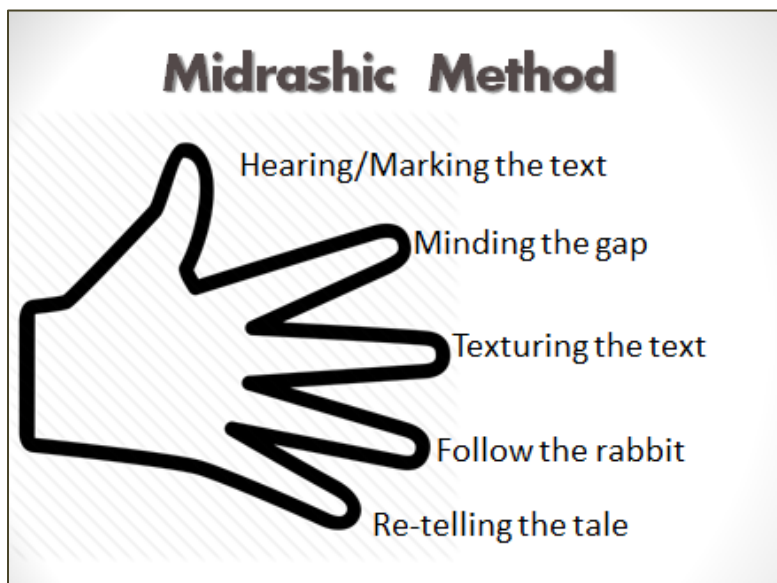 Midrashic Method
Hearing/Marking the text
Minding the gap
Texturing the text
Follow the rabbit
Re-telling the tale